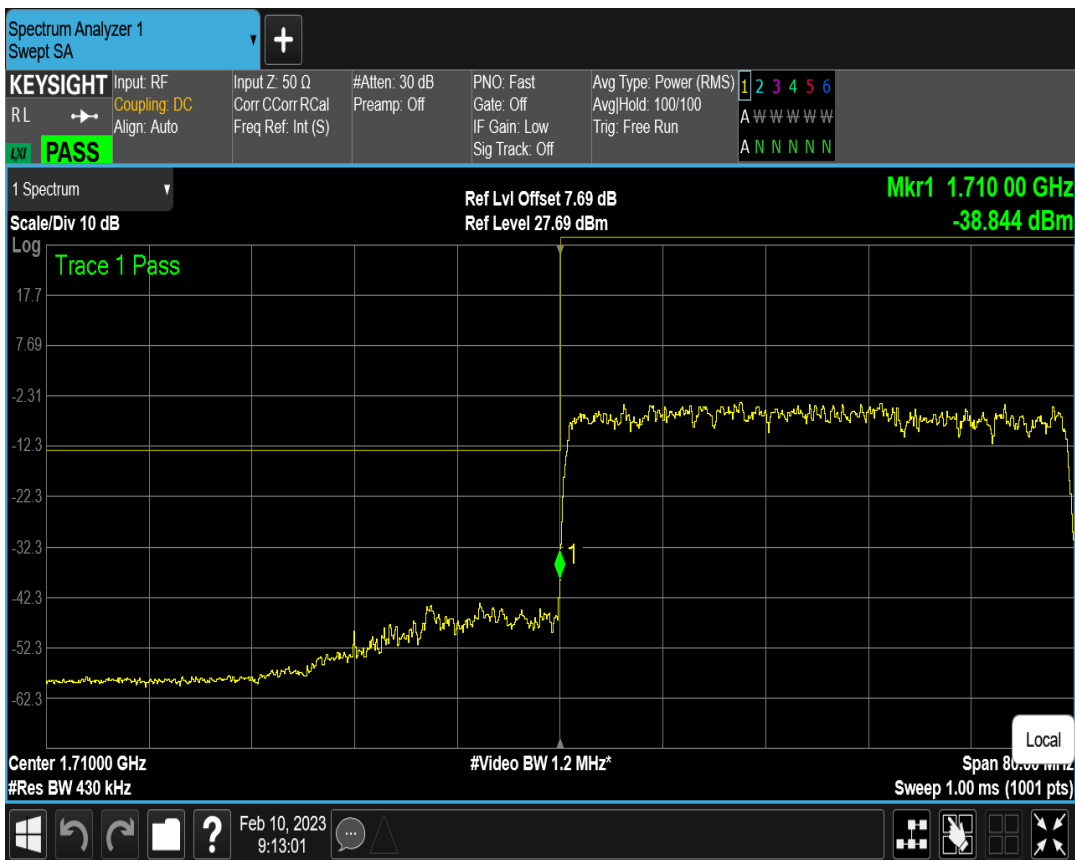 Spectrum Analyzer 1
Swept SA
+
KEYSIGHT
R L
LXI PASS
Input: RF
Coupling: DC
Align: Auto
Input Z: 50 Ω
Corr CCorr RCal
Freq Ref: Int (S)
#Atten: 30 dB
Preamp: Off
PNO: Fast
Gate: Off
IF Gain: Low
Sig Track: Off
Avg Type: Power (RMS)
Avg|Hold: 100/100
Trig: Free Run
1 2 3 4 5 6
A W W W W W
A N N N N N
1 Spectrum
Scale/Div 10 dB
Ref Lvl Offset 7.69 dB
Ref Level 27.69 dBm
Mkr1 1.710 00 GHz
-38.844 dBm
Log
Trace 1 Pass
17.7
7.69
-2.31
-12.3
-22.3
-32.3
1
-42.3
-52.3
-62.3
Local
Center 1.71000 GHz
#Video BW 1.2 MHz*
Span 80.00 MHz
#Res BW 430 kHz
Sweep 1.00 ms (1001 pts)
?
Feb 10, 2023
9:13:01